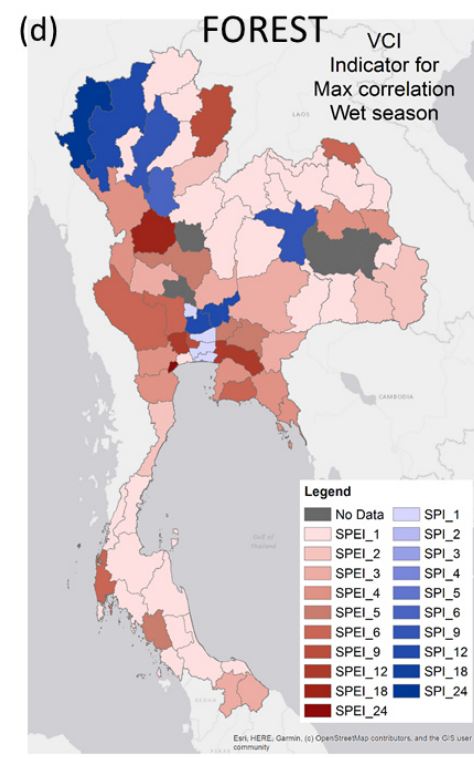 (d) FOREST
VCI
Indicator for
Max correlation
Wet season
LAOS
CAMBODIA
Gulf of
Thailand
Legend
No Data
SPEI_1
SPEI_2
SPEI_3
SPEI_4
SPEI_5
SPEI_6
SPEI_9
SPEI_12
SPEI_18
SPEI_24
SPI_1
SPI_2
SPI_3
SPI_4
SPI_5
SPI_6
SPI_9
SPI_12
SPI_18
SPI_24
Esri, HERE, Garmin, (c) OpenStreetMap contributors, and the GIS user
community